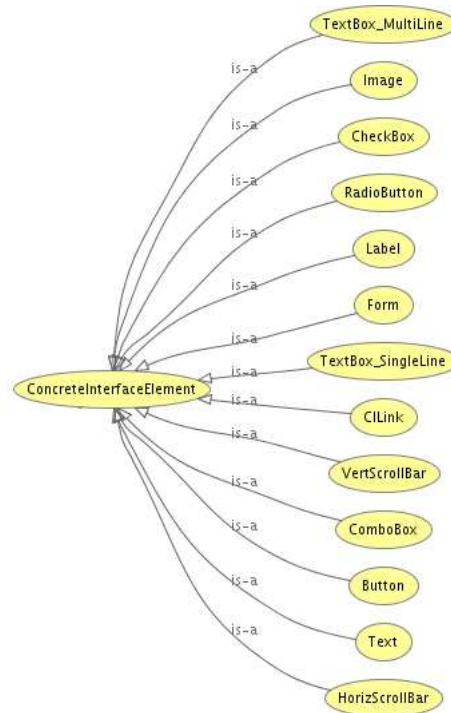 TextBox_MultiLine
is-a
Image
is-a
CheckBox
is-a
RadioButton
is-a
Label
is-a
Form
is-a
TextBox_SingleLine
is-a
ConcreteInterfaceElement
is-a
CILink
is-a
VertScrollBar
is-a
ComboBox
is-a
Button
is-a
Text
is-a
HorizScrollBar
is-a